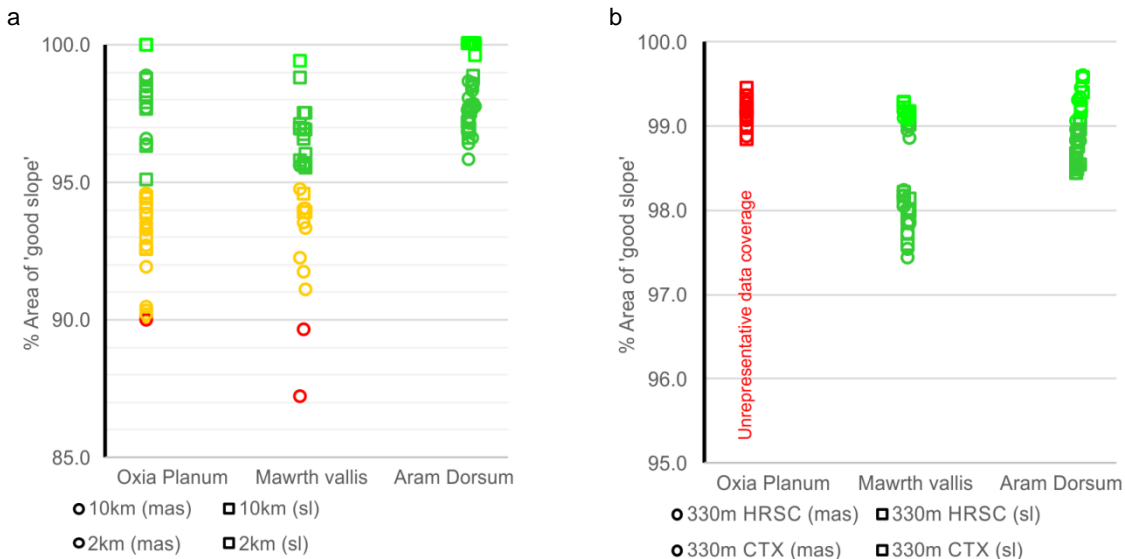 a
% Area of 'good slope'
100.0
95.0
90.0
85.0
Oxia Planum Mawrth vallis Aram Dorsum
10km (mas) 10km (sl)
2km (mas) 2km (sl)
b
% Area of 'good slope'
100.0
99.0
98.0
97.0
96.0
95.0
Unrepresentative data coverage
Oxia Planum Mawrth vallis Aram Dorsum
330m HRSC (mas) 330m HRSC (sl)
330m CTX (mas) 330m CTX (sl)